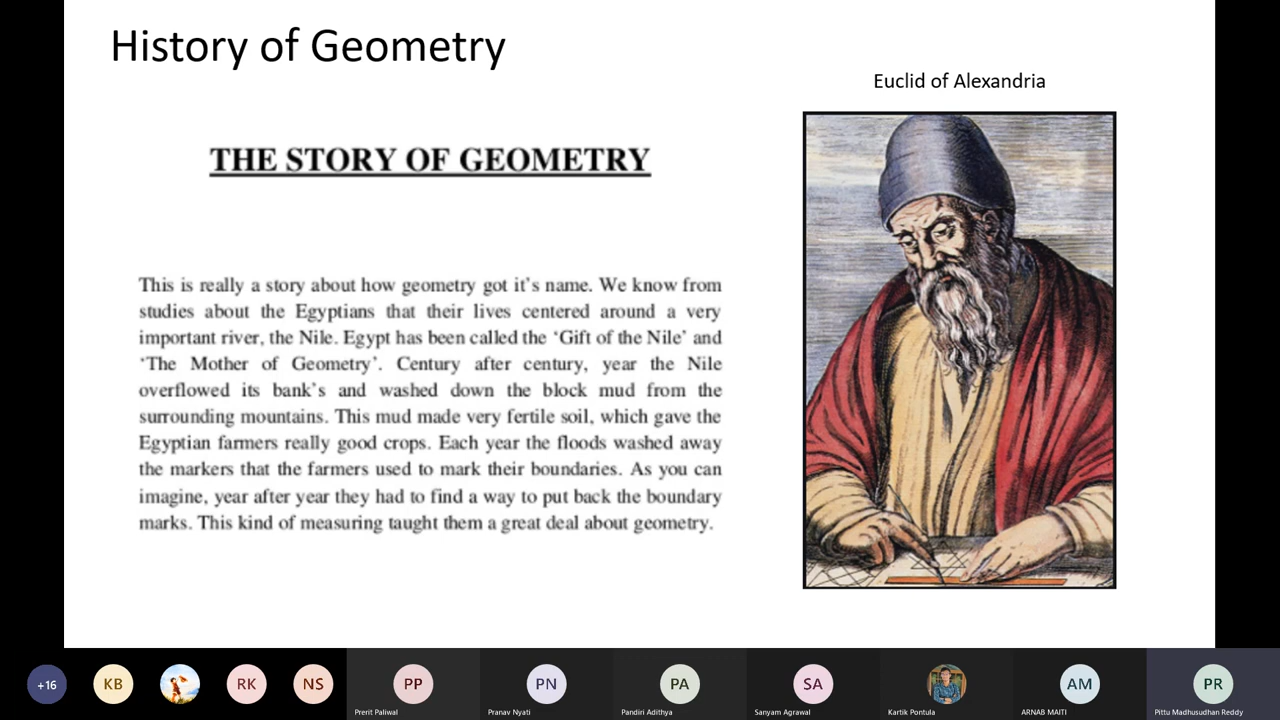 History of Geometry
Euclid of Alexandria
THE STORY OF GEOMETRY
This is really a story about how geometry got it's name. We know from
studies about the Egyptians that their lives centered around a very
important river, the Nile. Egypt has been called the 'Gift of the Nile' and
'The Mother of Geometry'. Century after century, year the Nile
overflowed its bank's and washed down the block mud from the
surrounding mountains. This mud made very fertile soil, which gave the
Egyptian farmers really good crops. Each year the floods washed away
the markers that the farmers used to mark their boundaries. As you can
imagine, year after year they had to find a way to put back the boundary
marks. This kind of measuring taught them a great deal about geometry.
+16
KB
RK
NS
PP
PN
PA
SA
AM
PR
Prerit Paliwal
Pranav Nyati
Pandiri Adithya
Sanyam Agrawal
Kartik Pontula
ARNAB MAITI
Pittu Madhusudhan Reddy